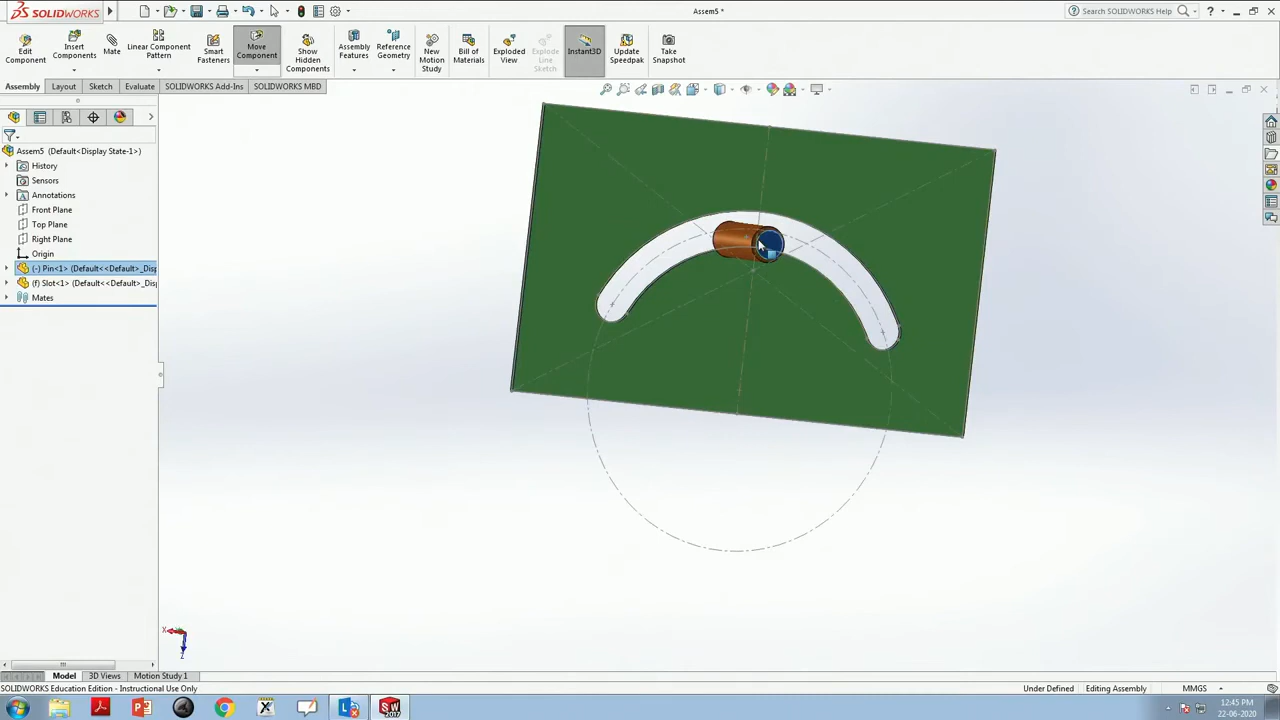 SOLIDWORKS
Assem5 *
Search SOLIDWORKS Help
Edit Component
Insert Components
Mate
Linear Component Pattern
Smart Fasteners
Move Component
Show Hidden Components
Assembly Features
Reference Geometry
New Motion Study
Bill of Materials
Exploded View
Explode Line Sketch
Instant3D
Update Speedpak
Take Snapshot
Assembly Layout Sketch Evaluate SOLIDWORKS Add-Ins SOLIDWORKS MBD
Assem5 (Default<Display State-1>)
History
Sensors
Annotations
Front Plane
Top Plane
Right Plane
Origin
(-) Pin<1> (Default<<Default>_Disp
(f) Slot<1> (Default<<Default>_Disp
Mates
X
Z
Model 3D Views Motion Study 1
SOLIDWORKS Education Edition - Instructional Use Only
Under Defined Editing Assembly MMGS
SW
2017
12:45 PM
22-06-2020